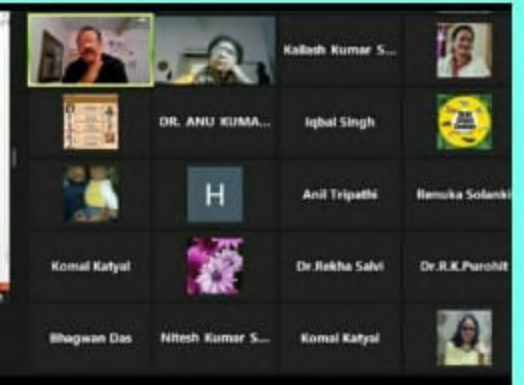 Kailash Kumar S...
DR. ANU KUMA...
Iqbal Singh
H
Anil Tripathi
Renuka Solanki
Komal Katyal
Dr.Rekha Salvi
Dr.R.K.Purohit
Bhagwan Das
Nitesh Kumar S...
Komal Katyal